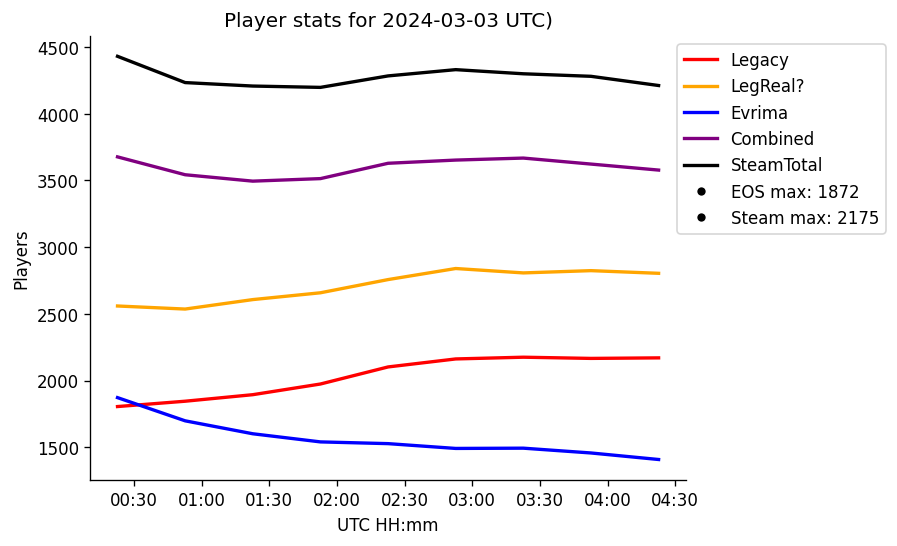 Player stats for 2024-03-03 UTC)
4500
4000
3500
3000
2500
2000
1500
Players
00:30 01:00 01:30 02:00 02:30 03:00 03:30 04:00 04:30
UTC HH:mm
Legacy
LegReal?
Evrima
Combined
SteamTotal
EOS max: 1872
Steam max: 2175